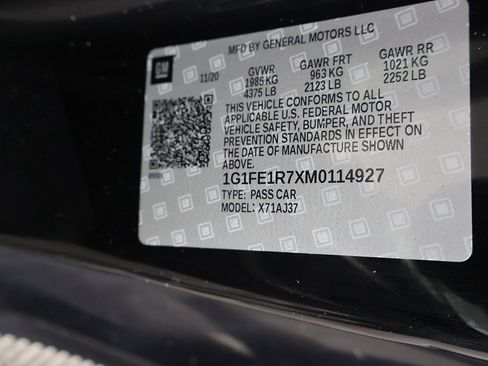 MFD BY GENERAL MOTORS LLC
GM
11/20
GVWR
1985 KG
4375 LB
GAWR FRT
963 KG
2123 LB
GAWR RR
1021 KG
2252 LB
THIS VEHICLE CONFORMS TO ALL
APPLICABLE U.S. FEDERAL MOTOR
VEHICLE SAFETY, BUMPER, AND THEFT
PREVENTION STANDARDS IN EFFECT ON
THE DATE OF MANUFACTURE SHOWN
ABOVE.
1G1FE1R7XM0114927
TYPE: PASS CAR
MODEL: X71AJ37